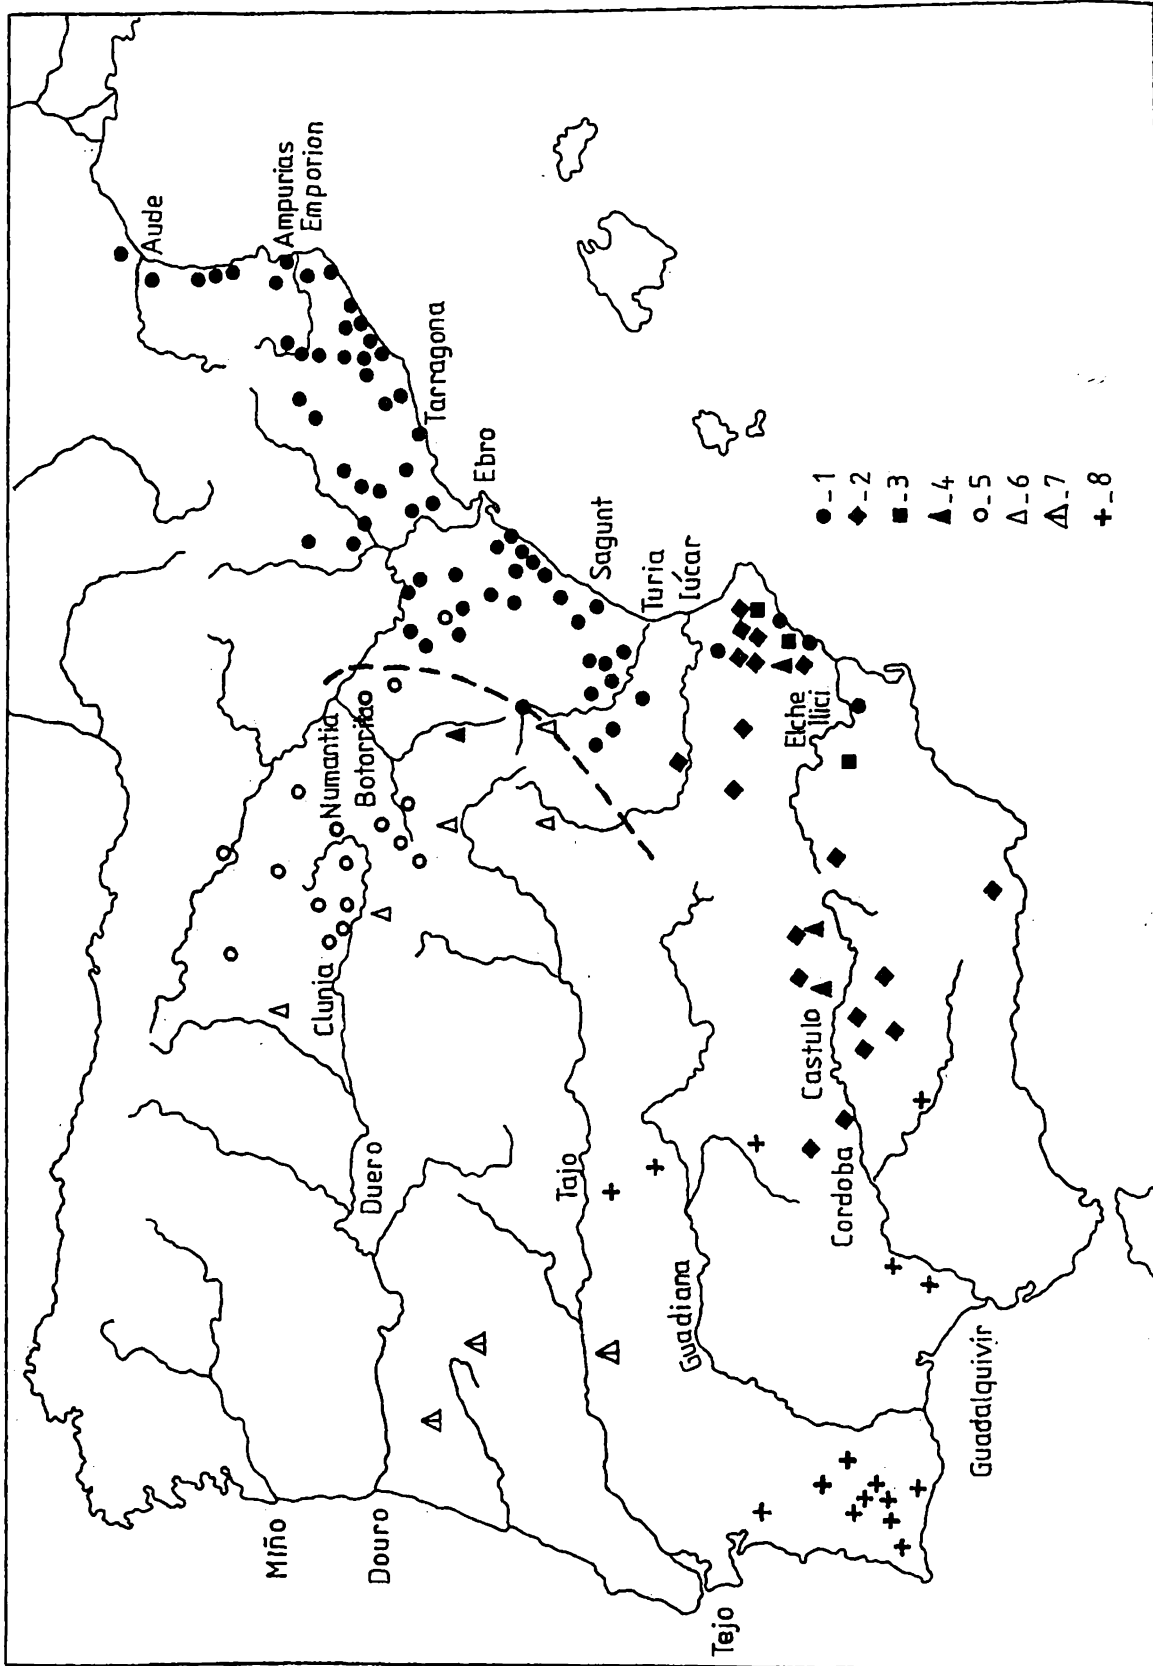 Aude
Ampurias
Emporion
Tarragona
Ebro
Sagunt
Turia
Iúcar
Elche
Ilici
Numantia
Botorrita
Clunia
Castulo
Cordoba
Duero
Tajo
Guadiana
Guadalquivir
Miño
Douro
Tejo
-1
-2
-3
-4
-5
-6
-7
-8